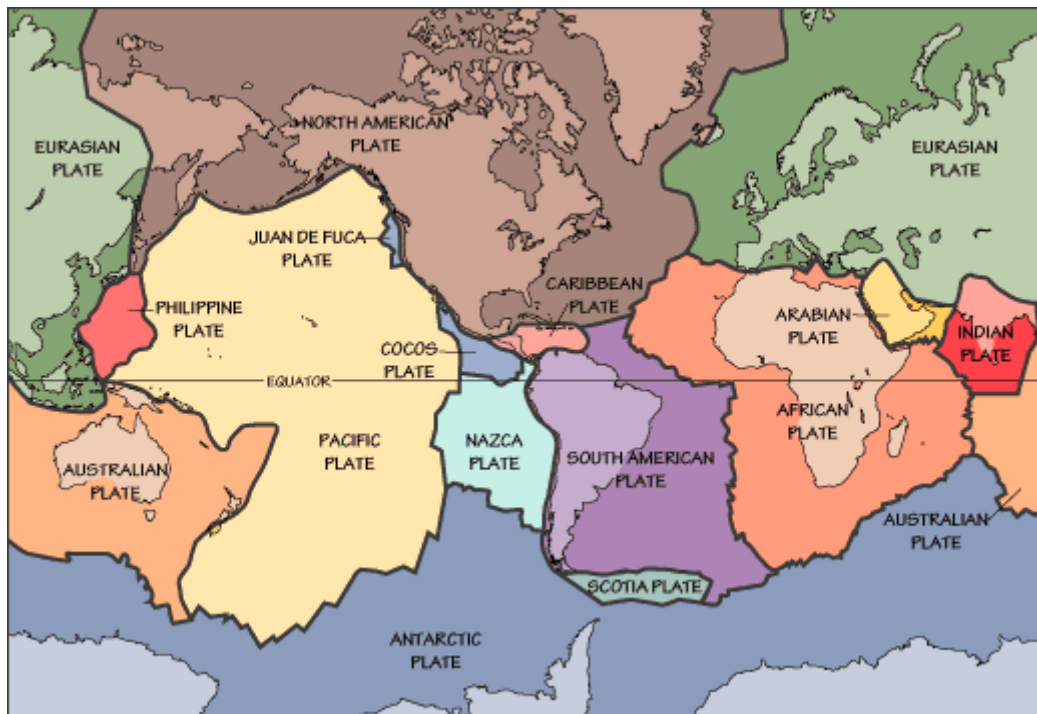 NORTH AMERICAN
PLATE
EURASIAN
PLATE
EURASIAN
PLATE
JUAN DE FUCA
PLATE
CARIBBEAN
PLATE
PHILIPPINE
PLATE
ARABIAN
PLATE
INDIAN
PLATE
COCOS
PLATE
EQUATOR
AFRICAN
PLATE
PACIFIC
PLATE
NAZCA
PLATE
SOUTH AMERICAN
PLATE
AUSTRALIAN
PLATE
AUSTRALIAN
PLATE
SCOTIA PLATE
ANTARCTIC
PLATE